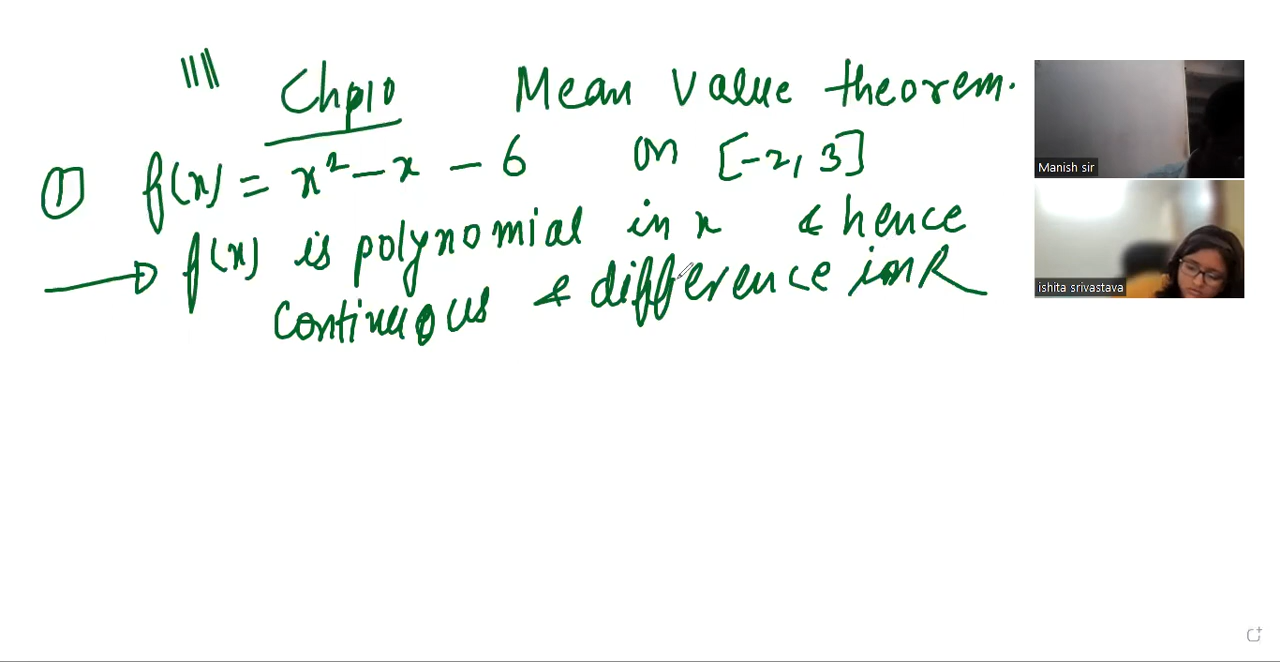 Chp10 Mean value theorem.
① f(x) = x² - x - 6 on [-2, 3]
→ f(x) is polynomial in x & hence
continuous & difference in R
Manish sir
ishita srivastava